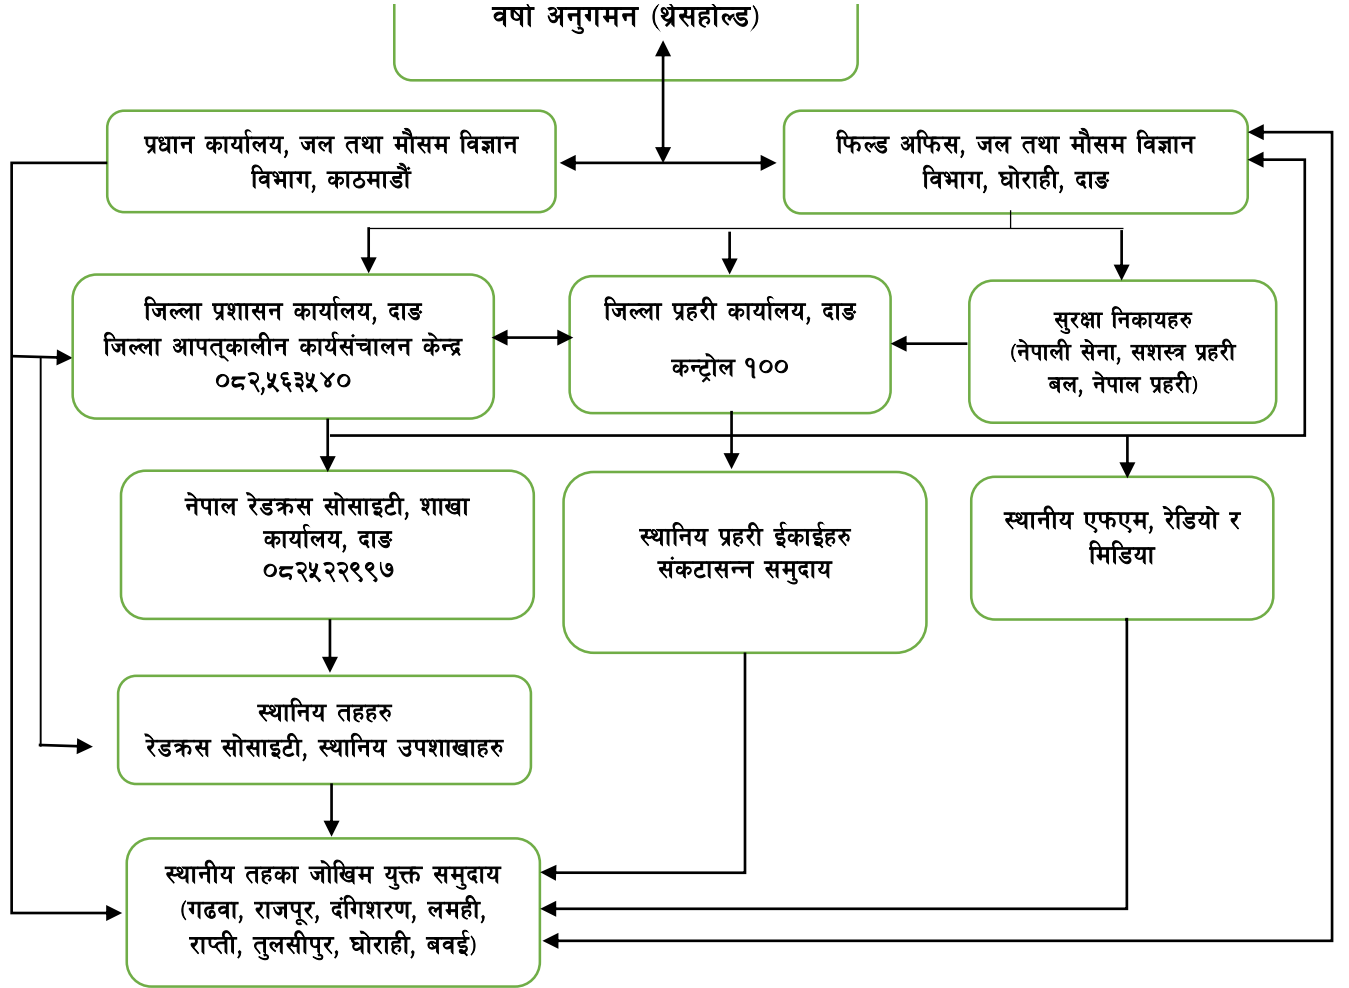 वर्षा अनुगमन (थ्रेसहोल्ड)
प्रधान कार्यालय, जल तथा मौसम विज्ञान
विभाग, काठमाडौं
फिल्ड अफिस, जल तथा मौसम विज्ञान
विभाग, घोराही, दाङ
जिल्ला प्रशासन कार्यालय, दाङ
जिल्ला आपत्कालीन कार्यसंचालन केन्द्र
०८२,५६३५४०
जिल्ला प्रहरी कार्यालय, दाङ
कन्ट्रोल १००
सुरक्षा निकायहरु
(नेपाली सेना, सशस्त्र प्रहरी
बल, नेपाल प्रहरी)
नेपाल रेडक्रस सोसाइटी, शाखा
कार्यालय, दाङ
०८२५२२९९७
स्थानिय प्रहरी ईकाईहरु
संकटासन्न समुदाय
स्थानीय एफएम, रेडियो र
मिडिया
स्थानिय तहहरु
रेडक्रस सोसाइटी, स्थानिय उपशाखाहरु
स्थानीय तहका जोखिम युक्त समुदाय
(गढवा, राजपूर, दंगिशरण, लमही,
राप्ती, तुलसीपुर, घोराही, बवई)